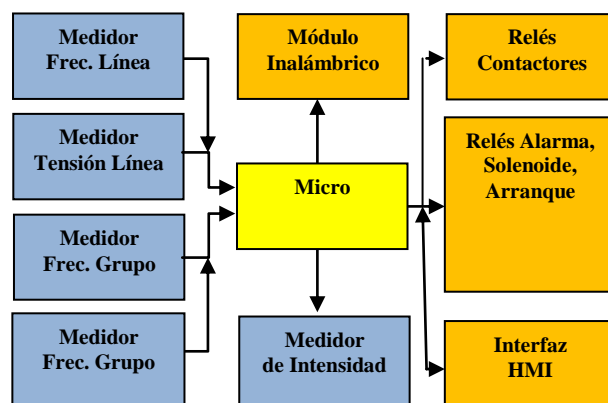 Medidor
Frec. Línea
Medidor
Tensión Línea
Medidor
Frec. Grupo
Medidor
Frec. Grupo
Módulo
Inalámbrico
Micro
Medidor
de Intensidad
Relés
Contactores
Relés Alarma,
Solenoide,
Arranque
Interfaz
HMI